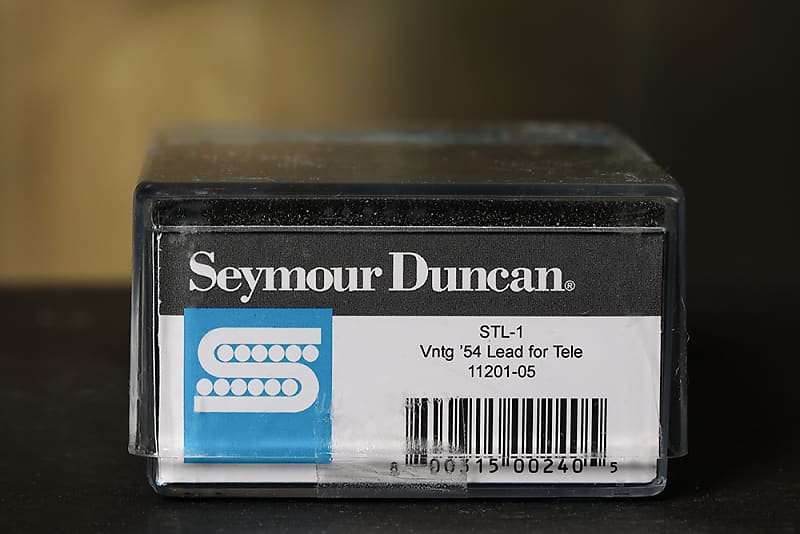 Seymour Duncan®
STL-1
Vntg '54 Lead for Tele
11201-05
8 00315 00240 5